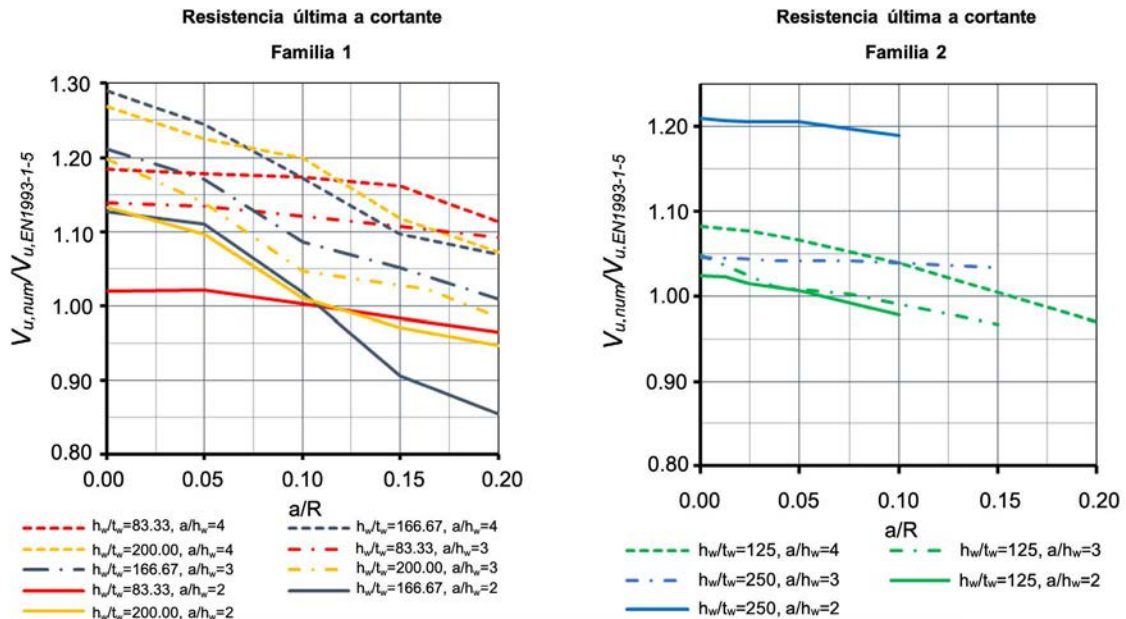 Resistencia última a cortante
Familia 1
V_u,num/V_u,EN1993-1-5
1.30
1.20
1.10
1.00
0.90
0.80
0.00 0.05 0.10 0.15 0.20
a/R
h_w/t_w=83.33, a/h_w=4
h_w/t_w=166.67, a/h_w=4
h_w/t_w=200.00, a/h_w=4
h_w/t_w=83.33, a/h_w=3
h_w/t_w=166.67, a/h_w=3
h_w/t_w=200.00, a/h_w=3
h_w/t_w=83.33, a/h_w=2
h_w/t_w=166.67, a/h_w=2
h_w/t_w=200.00, a/h_w=2
Resistencia última a cortante
Familia 2
V_u,num/V_u,EN1993-1-5
1.20
1.10
1.00
0.90
0.80
0.00 0.05 0.10 0.15 0.20
a/R
h_w/t_w=125, a/h_w=4
h_w/t_w=125, a/h_w=3
h_w/t_w=250, a/h_w=3
h_w/t_w=125, a/h_w=2
h_w/t_w=250, a/h_w=2